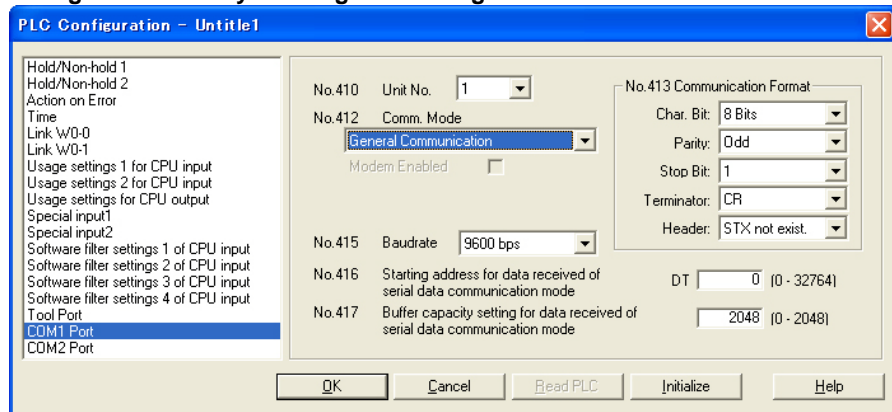 PLC Configuration - Untitle1
Hold/Non-hold 1
Hold/Non-hold 2
Action on Error
Time
Link W0-0
Link W0-1
Usage settings 1 for CPU input
Usage settings 2 for CPU input
Usage settings for CPU output
Special input1
Special input2
Software filter settings 1 of CPU input
Software filter settings 2 of CPU input
Software filter settings 3 of CPU input
Software filter settings 4 of CPU input
Tool Port
COM1 Port
COM2 Port
No.410 Unit No. 1
No.412 Comm. Mode
General Communication
Modem Enabled
No.413 Communication Format
Char. Bit: 8 Bits
Parity: Odd
Stop Bit: 1
Terminator: CR
Header: STX not exist.
No.415 Baudrate 9600 bps
No.416 Starting address for data received of
serial data communication mode
DT 0 (0 - 32764)
No.417 Buffer capacity setting for data received of
serial data communication mode
2048 (0 - 2048)
OK Cancel Read PLC Initialize Help